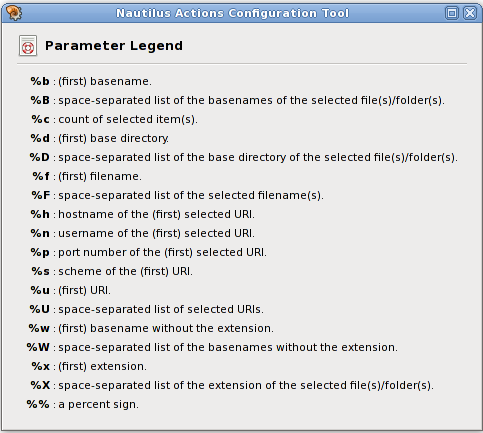 Nautilus Actions Configuration Tool
Parameter Legend
%b : (first) basename.
%B : space-separated list of the basenames of the selected file(s)/folder(s).
%c : count of selected item(s).
%d : (first) base directory.
%D : space-separated list of the base directory of the selected file(s)/folder(s).
%f : (first) filename.
%F : space-separated list of the selected filename(s).
%h : hostname of the (first) selected URI.
%n : username of the (first) selected URI.
%p : port number of the (first) selected URI.
%s : scheme of the (first) URI.
%u : (first) URI.
%U : space-separated list of selected URIs.
%w : (first) basename without the extension.
%W : space-separated list of the basenames without the extension.
%x : (first) extension.
%X : space-separated list of the extension of the selected file(s)/folder(s).
%% : a percent sign.